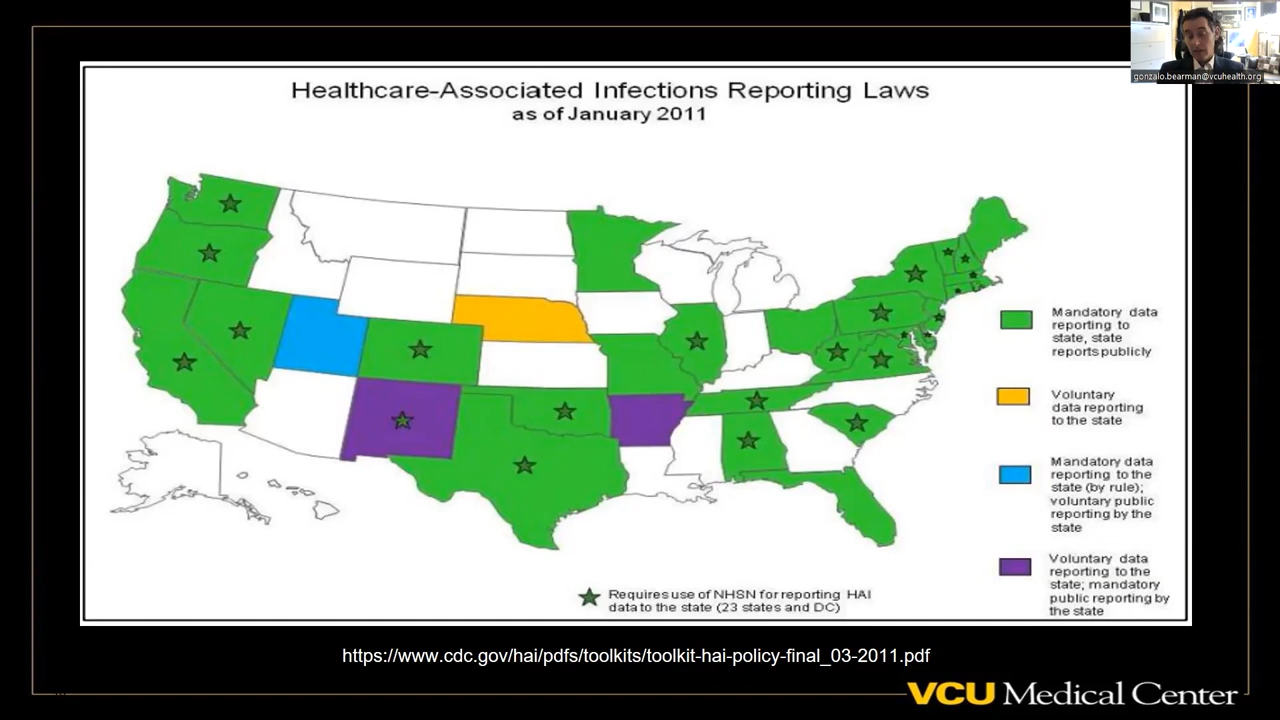 gonzalo.bearman@vcuhealth.org
Healthcare-Associated Infections Reporting Laws
as of January 2011
Mandatory data
reporting to
state, state
reports publicly
Voluntary
data reporting
to the state
Mandatory data
reporting to the
state (by rule);
voluntary public
reporting by the
state
Voluntary data
reporting to the
state; mandatory
public reporting by
the state
Requires use of NHSN for reporting HAI
data to the state (23 states and DC)
https://www.cdc.gov/hai/pdfs/toolkits/toolkit-hai-policy-final_03-2011.pdf
VCU Medical Center